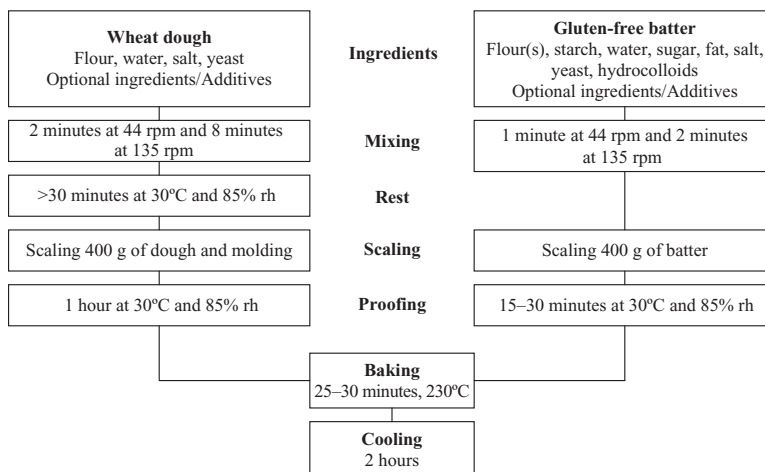 Wheat dough
Flour, water, salt, yeast
Optional ingredients/Additives
Ingredients
Gluten-free batter
Flour(s), starch, water, sugar, fat, salt,
yeast, hydrocolloids
Optional ingredients/Additives
2 minutes at 44 rpm and 8 minutes
at 135 rpm
Mixing
1 minute at 44 rpm and 2 minutes
at 135 rpm
>30 minutes at 30ºC and 85% rh
Rest
Scaling 400 g of dough and molding
Scaling
Scaling 400 g of batter
1 hour at 30ºC and 85% rh
Proofing
15–30 minutes at 30ºC and 85% rh
Baking
25–30 minutes, 230ºC
Cooling
2 hours